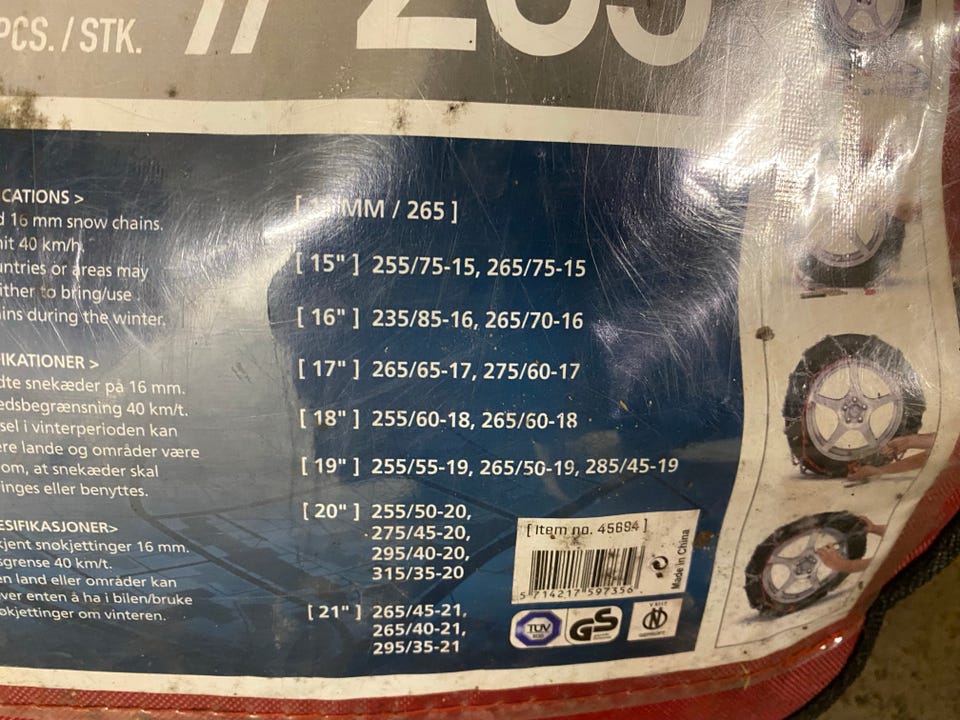 PCS. / STK.
265
CATIONS >
d 16 mm snow chains.
nit 40 km/h.
untries or areas may
ither to bring/use
ins during the winter.
IKATIONER >
dte snekæder på 16 mm.
edsbegrænsning 40 km/t.
sel i vinterperioden kan
ere lande og områder være
om, at snekæder skal
ringes eller benyttes.
ESIFIKASJONER>
kjent snøkjettinger 16 mm.
sgrense 40 km/t.
en land eller områder kan
ver enten å ha i bilen/bruke
økjettinger om vinteren.
MM / 265 ]
[ 15" ] 255/75-15, 265/75-15
[ 16" ] 235/85-16, 265/70-16
[ 17" ] 265/65-17, 275/60-17
[ 18" ] 255/60-18, 265/60-18
[ 19" ] 255/55-19, 265/50-19, 285/45-19
[ 20" ] 255/50-20,
275/45-20,
295/40-20,
315/35-20
[ 21" ] 265/45-21,
265/40-21,
295/35-21
[ Item no. 45694 ]
5 714217 597356
Made in China
TÜV
GS
V 5117
GEPRÜFT